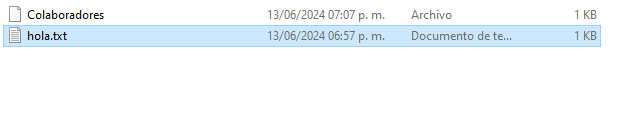 Colaboradores 13/06/2024 07:07 p. m. Archivo 1 KB
hola.txt 13/06/2024 06:57 p. m. Documento de te... 1 KB